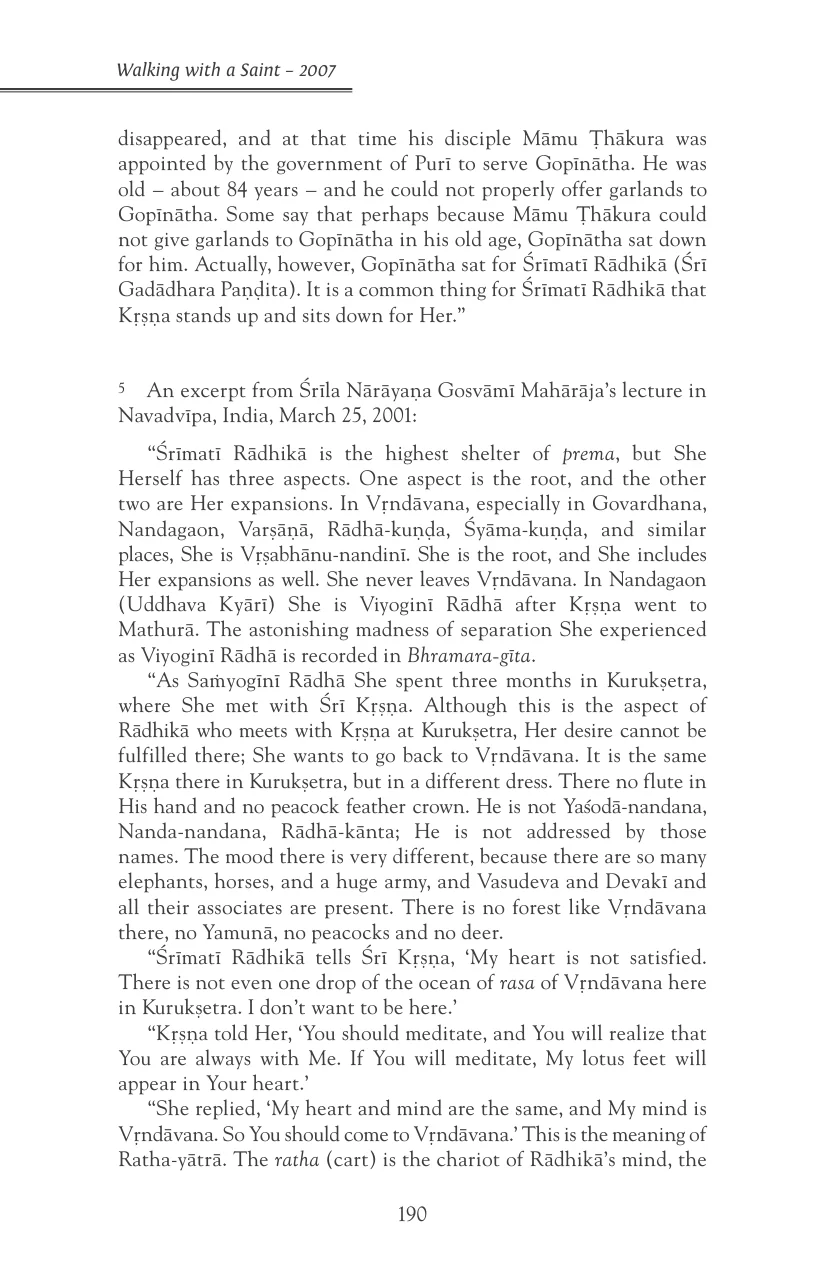 Walking with a Saint – 2007
disappeared, and at that time his disciple Māmu Ṭhākura was
appointed by the government of Purī to serve Gopīnātha. He was
old – about 84 years – and he could not properly offer garlands to
Gopīnātha. Some say that perhaps because Māmu Ṭhākura could
not give garlands to Gopīnātha in his old age, Gopīnātha sat down
for him. Actually, however, Gopīnātha sat for Śrīmatī Rādhikā (Śrī
Gadādhara Paṇḍita). It is a common thing for Śrīmatī Rādhikā that
Kṛṣṇa stands up and sits down for Her.”
5 An excerpt from Śrīla Nārāyaṇa Gosvāmī Mahārāja’s lecture in
Navadvīpa, India, March 25, 2001:
“Śrīmatī Rādhikā is the highest shelter of prema, but She
Herself has three aspects. One aspect is the root, and the other
two are Her expansions. In Vṛndāvana, especially in Govardhana,
Nandagaon, Varṣāṇā, Rādhā-kuṇḍa, Śyāma-kuṇḍa, and similar
places, She is Vṛṣabhānu-nandinī. She is the root, and She includes
Her expansions as well. She never leaves Vṛndāvana. In Nandagaon
(Uddhava Kyārī) She is Viyoginī Rādhā after Kṛṣṇa went to
Mathurā. The astonishing madness of separation She experienced
as Viyoginī Rādhā is recorded in Bhramara-gīta.
“As Saṁyogīnī Rādhā She spent three months in Kurukṣetra,
where She met with Śrī Kṛṣṇa. Although this is the aspect of
Rādhikā who meets with Kṛṣṇa at Kurukṣetra, Her desire cannot be
fulfilled there; She wants to go back to Vṛndāvana. It is the same
Kṛṣṇa there in Kurukṣetra, but in a different dress. There no flute in
His hand and no peacock feather crown. He is not Yaśodā-nandana,
Nanda-nandana, Rādhā-kānta; He is not addressed by those
names. The mood there is very different, because there are so many
elephants, horses, and a huge army, and Vasudeva and Devakī and
all their associates are present. There is no forest like Vṛndāvana
there, no Yamunā, no peacocks and no deer.
“Śrīmatī Rādhikā tells Śrī Kṛṣṇa, ‘My heart is not satisfied.
There is not even one drop of the ocean of rasa of Vṛndāvana here
in Kurukṣetra. I don’t want to be here.’
“Kṛṣṇa told Her, ‘You should meditate, and You will realize that
You are always with Me. If You will meditate, My lotus feet will
appear in Your heart.’
“She replied, ‘My heart and mind are the same, and My mind is
Vṛndāvana. So You should come to Vṛndāvana.’ This is the meaning of
Ratha-yātrā. The ratha (cart) is the chariot of Rādhikā’s mind, the
190